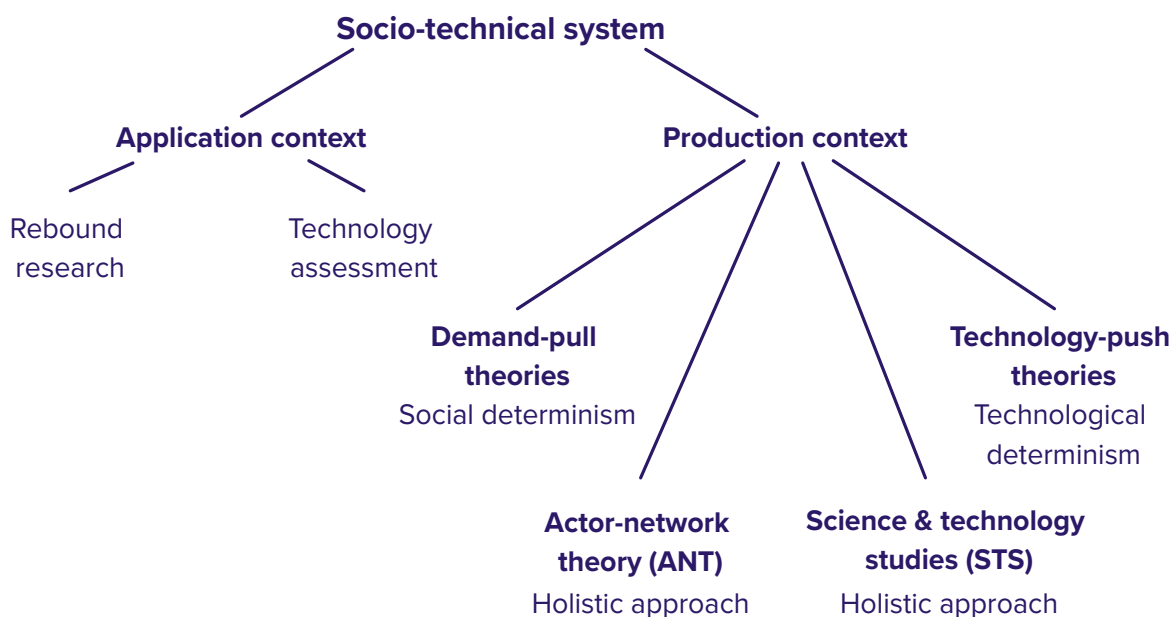 Socio-technical system
Application context
Production context
Rebound
research
Technology
assessment
Demand-pull
theories
Social determinism
Technology-push
theories
Technological
determinism
Actor-network
theory (ANT)
Holistic approach
Science & technology
studies (STS)
Holistic approach